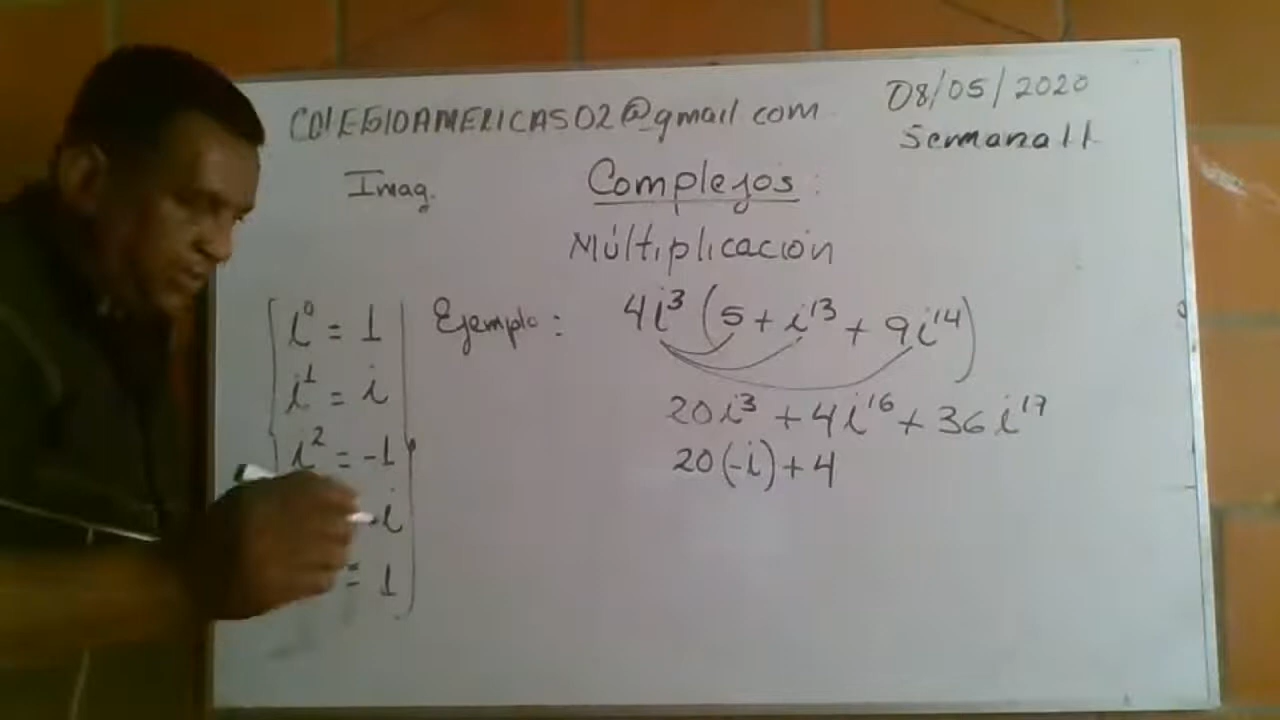 COLEGIOAMERICAS02@gmail com
08/05/2020
Semana 11
Imag.
Complejos:
Múltiplicación
Ejemplo: 4i³ (5 + i¹³ + 9i¹⁴)
20i³ + 4i¹⁶ + 36i¹⁷
20(-i) + 4
i⁰ = 1
i¹ = i
i² = -1
-i
= 1